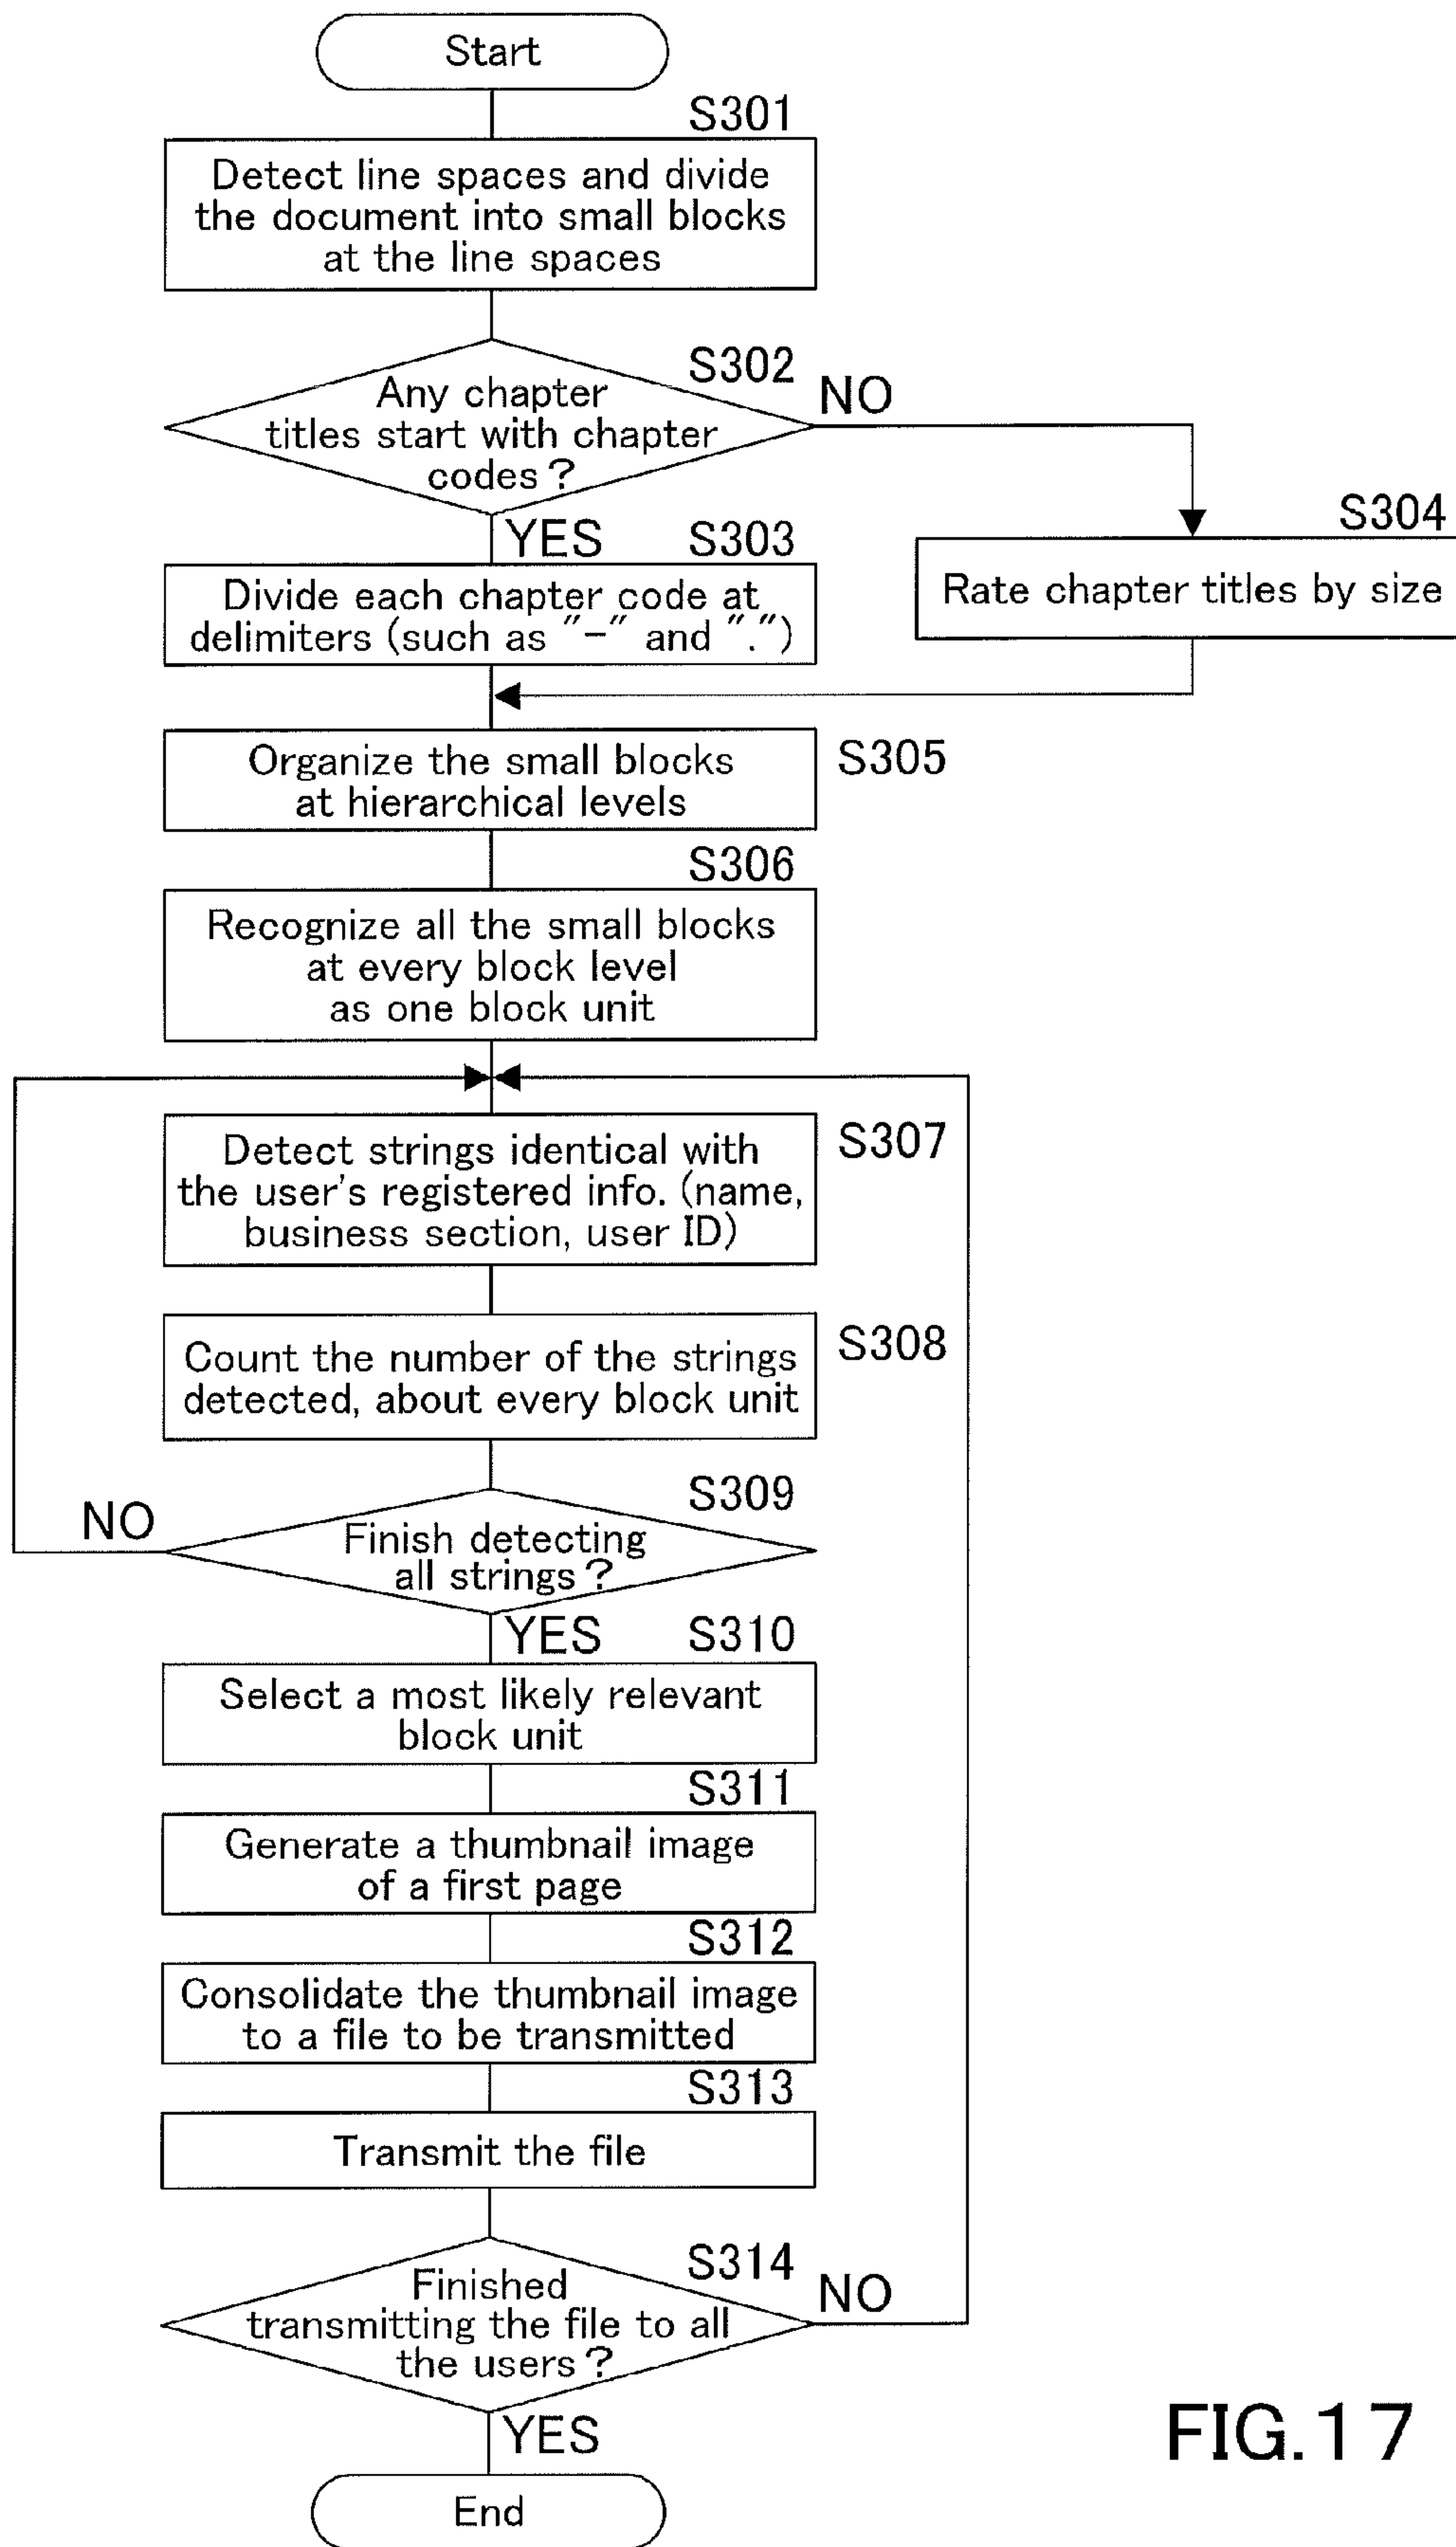 Start
S301
Detect line spaces and divide
the document into small blocks
at the line spaces
S302
Any chapter
titles start with chapter
codes?
NO
YES
S303
Divide each chapter code at
delimiters (such as "-" and ".")
S304
Rate chapter titles by size
Organize the small blocks
at hierarchical levels
S305
S306
Recognize all the small blocks
at every block level
as one block unit
Detect strings identical with
the user's registered info. (name,
business section, user ID)
S307
Count the number of the strings
detected, about every block unit
S308
S309
NO
Finish detecting
all strings?
YES
S310
Select a most likely relevant
block unit
S311
Generate a thumbnail image
of a first page
S312
Consolidate the thumbnail image
to a file to be transmitted
S313
Transmit the file
S314
Finished
transmitting the file to all
the users?
NO
YES
End
FIG.17